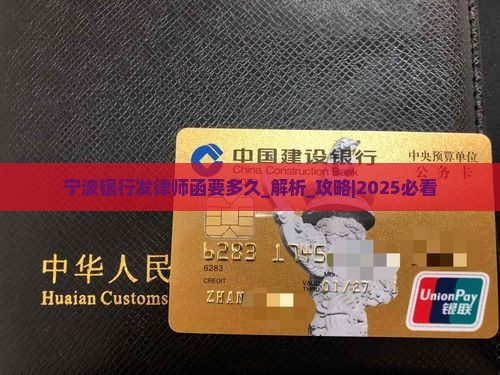 中国建设银行
China Construction Bank
中央预算单位
公务卡
宁波银行发律师函要多久_解析_攻略|2025必看
6283
6283
CREDIT
VALID
THRU
01/27
ZHAN
中华人民
Huaian Customs
UnionPay
银联